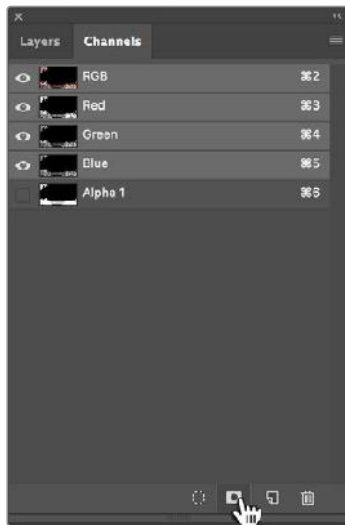 Layers Channels
RGB ⌘2
Red ⌘3
Green ⌘4
Blue ⌘5
Alpha 1 ⌘6